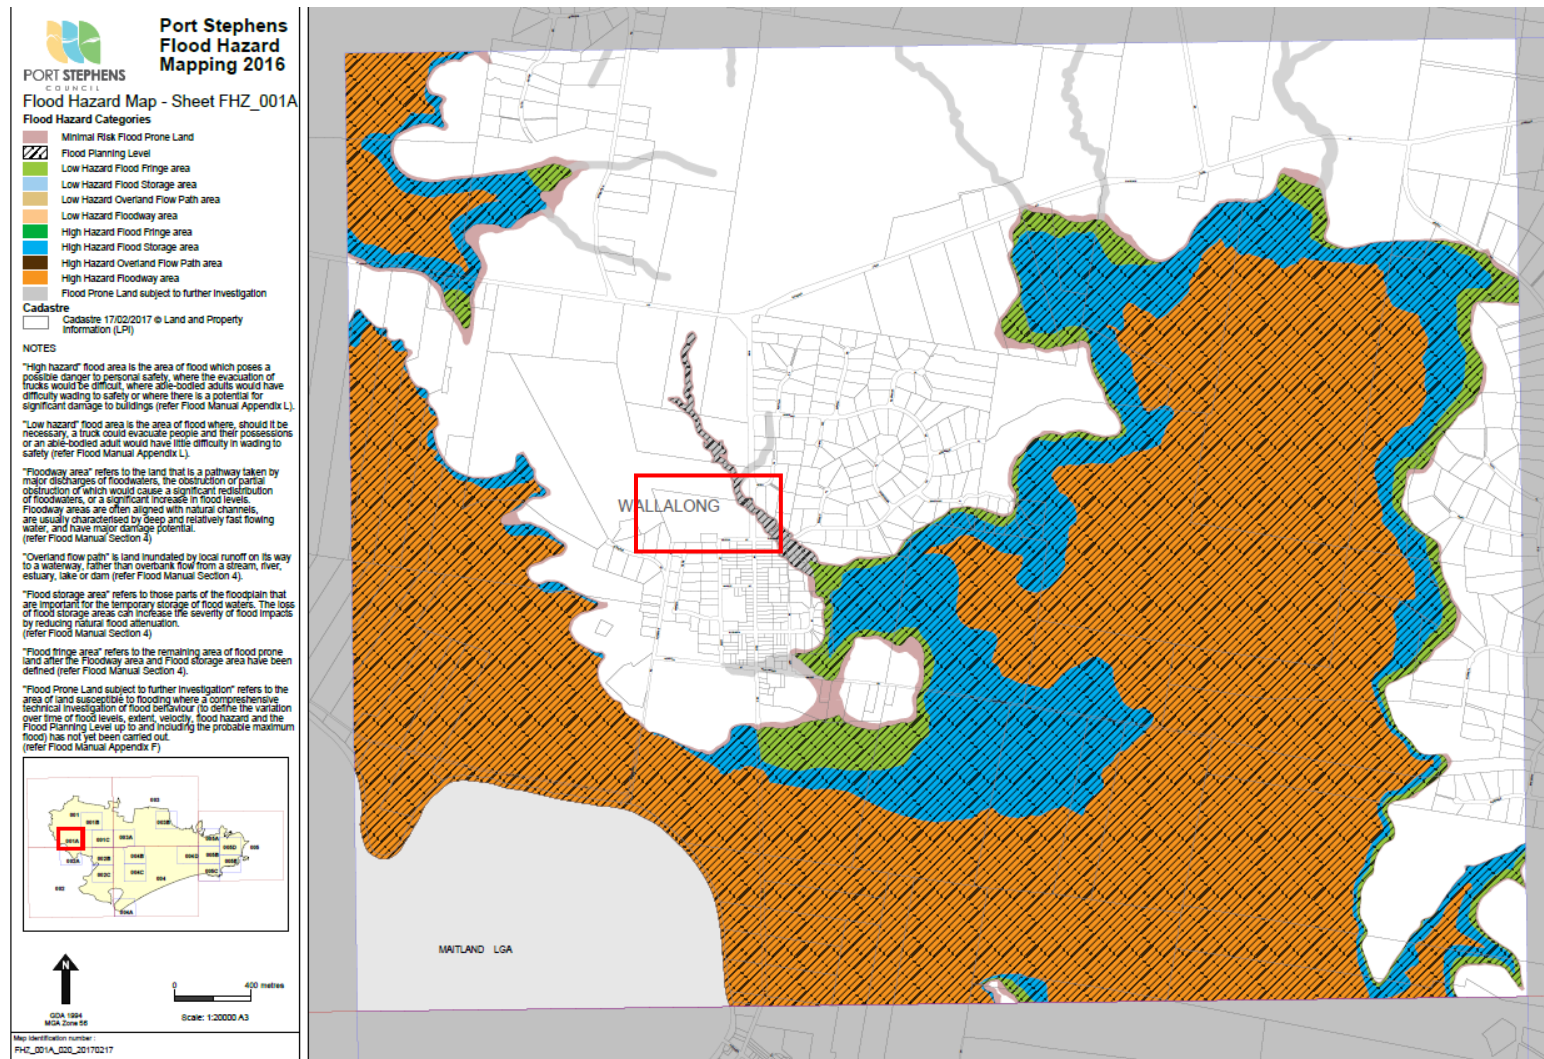 PORT STEPHENS
COUNCIL
Port Stephens
Flood Hazard
Mapping 2016
Flood Hazard Map - Sheet FHZ_001A
Flood Hazard Categories
Minimal Risk Flood Prone Land
Flood Planning Level
Low Hazard Flood Fringe area
Low Hazard Flood Storage area
Low Hazard Overland Flow Path area
Low Hazard Floodway area
High Hazard Flood Fringe area
High Hazard Flood Storage area
High Hazard Overland Flow Path area
High Hazard Floodway area
Flood Prone Land subject to further investigation
Cadastre
Cadastre 17/02/2017 © Land and Property
Information (LPI)
NOTES
"High hazard" flood area is the area of flood which poses a
possible danger to personal safety, where the evacuation of
trucks would be difficult, where able-bodied adults would have
difficulty wading to safety or where there is a potential for
significant damage to buildings (refer Flood Manual Appendix L).
"Low hazard" flood area is the area of flood where, should it be
necessary, a truck could evacuate people and their possessions
or an able-bodied adult would have little difficulty in wading to
safety (refer Flood Manual Appendix L).
"Floodway area" refers to the land that is a pathway taken by
major discharges of floodwaters, the obstruction or partial
obstruction of which would cause a significant redistribution
of floodwaters, or a significant increase in flood levels.
Floodway areas are often aligned with natural channels,
are usually characterised by deep and relatively fast flowing
water, and have major damage potential.
(refer Flood Manual Section 4)
"Overland flow path" is land inundated by local runoff on its way
to a waterway, rather than overbank flow from a stream, river,
estuary, lake or dam (refer Flood Manual Section 4).
"Flood storage area" refers to those parts of the floodplain that
are important for the temporary storage of flood waters. The loss
of flood storage areas can increase the severity of flood impacts
by reducing natural flood attenuation.
(refer Flood Manual Section 4)
"Flood fringe area" refers to the remaining area of flood prone
land after the Floodway area and Flood storage area have been
defined (refer Flood Manual Section 4).
"Flood Prone Land subject to further investigation" refers to the
area of land susceptible to flooding where a compreshensive
technical investigation of flood behaviour (to define the variation
over time of flood levels, extent, velocity, flood hazard and the
Flood Planning Level up to and including the probable maximum
flood) has not yet been carried out.
(refer Flood Manual Appendix F)
003
001
001B
001A
001C
003A
002B
004B
002C
004C
004
002
004A
005
N
GDA 1994
MGA Zone 56
0 400 metres
Scale: 1:20000 A3
Map identification number :
FHZ_001A_020_20170217
WALLALONG
MAITLAND LGA